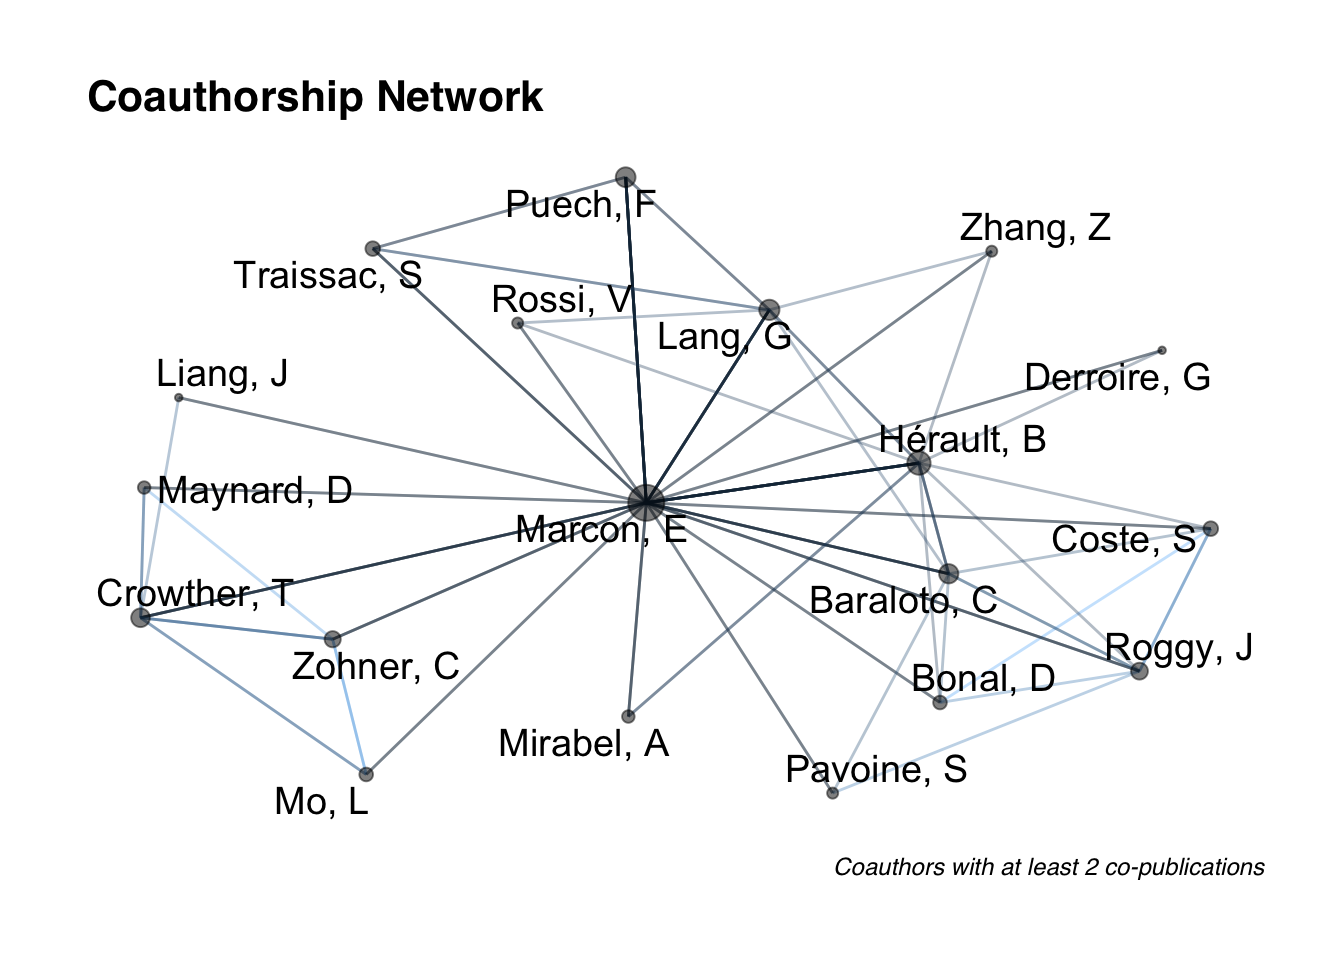 Coauthorship Network
Puech, F
Zhang, Z
Traissac, S
Rossi, V
Lang, G
Liang, J
Derroire, G
Hérault, B
Maynard, D
Marcon, E
Coste, S
Crowther, T
Baraloto, C
Roggy, J
Zohner, C
Bonal, D
Mirabel, A
Pavoine, S
Mo, L
Coauthors with at least 2 co-publications